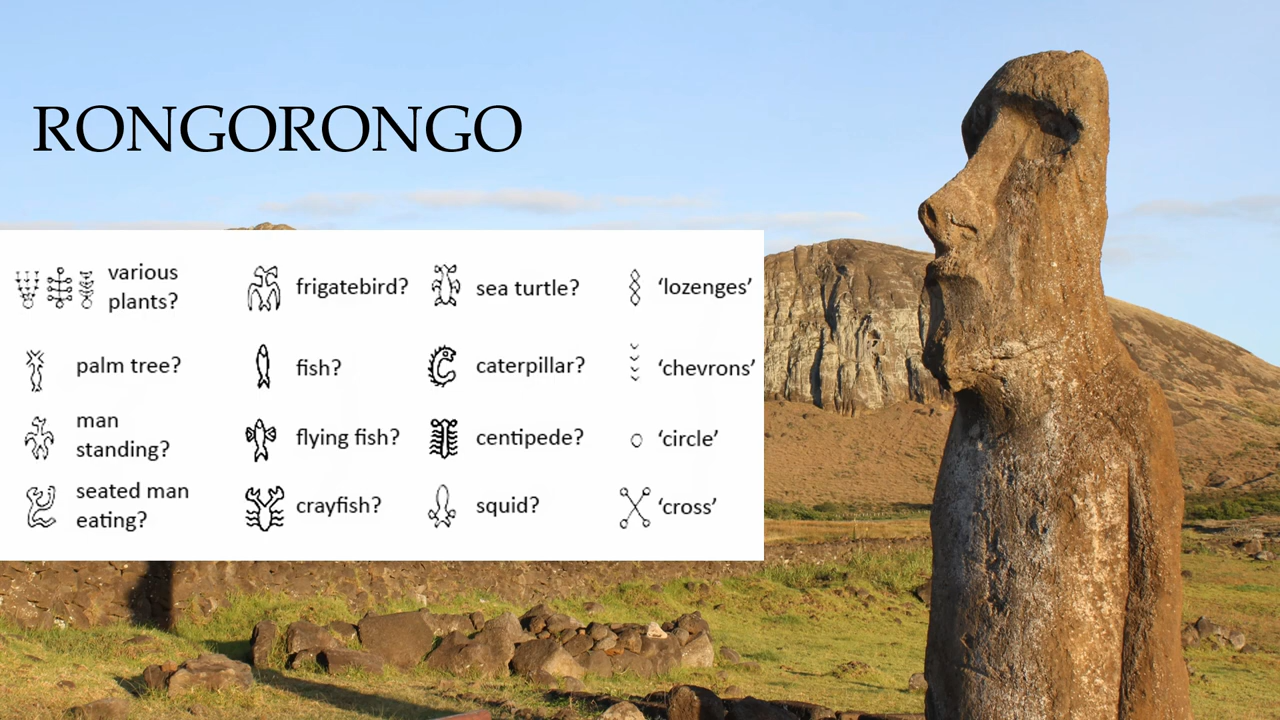 RONGORONGO
various
plants?
frigatebird?
sea turtle?
‘lozenges’
palm tree?
fish?
caterpillar?
‘chevrons’
man
standing?
flying fish?
centipede?
‘circle’
seated man
eating?
crayfish?
squid?
‘cross’